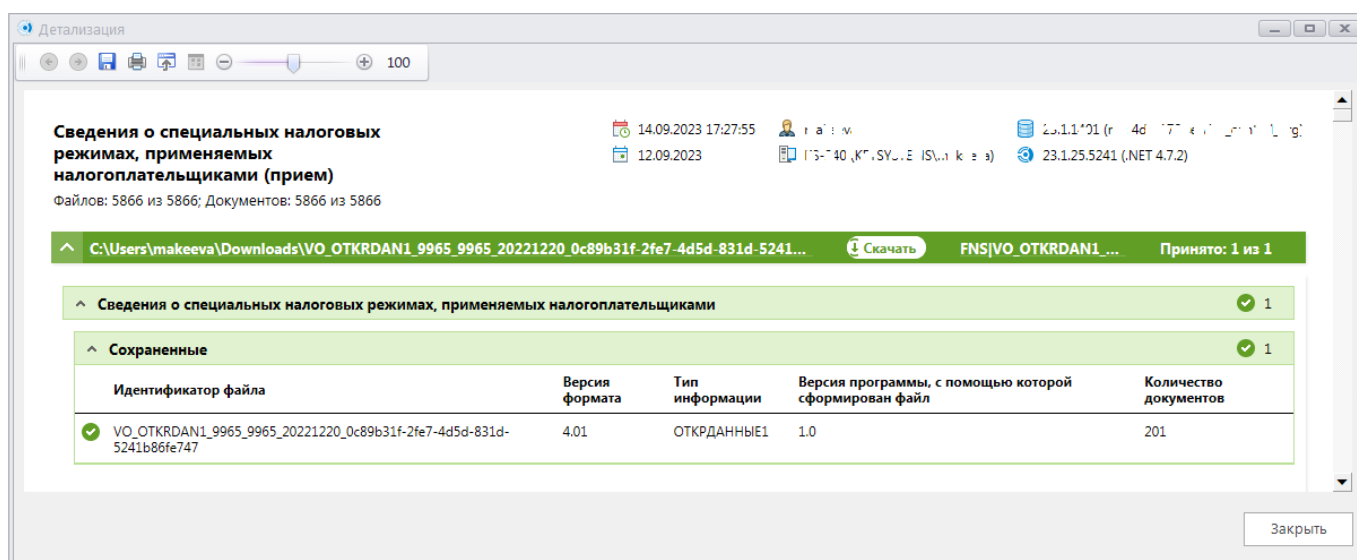 Детализация
100
Сведения о специальных налоговых
режимах, применяемых
налогоплательщиками (прием)
Файлов: 5866 из 5866; Документов: 5866 из 5866
14.09.2023 17:27:55
12.09.2023
23.1.25.5241 (.NET 4.7.2)
C:\Users\makeeva\Downloads\VO_OTKRDAN1_9965_9965_20221220_0c89b31f-2fe7-4d5d-831d-5241... Скачать FNS|VO_OTKRDAN1_... Принято: 1 из 1
Сведения о специальных налоговых режимах, применяемых налогоплательщиками 1
Сохраненные 1
Идентификатор файла
Версия
формата
Тип
информации
Версия программы, с помощью которой
сформирован файл
Количество
документов
VO_OTKRDAN1_9965_9965_20221220_0c89b31f-2fe7-4d5d-831d-
5241b86fe747
4.01
ОТКРДАННЫЕ1
1.0
201
Закрыть